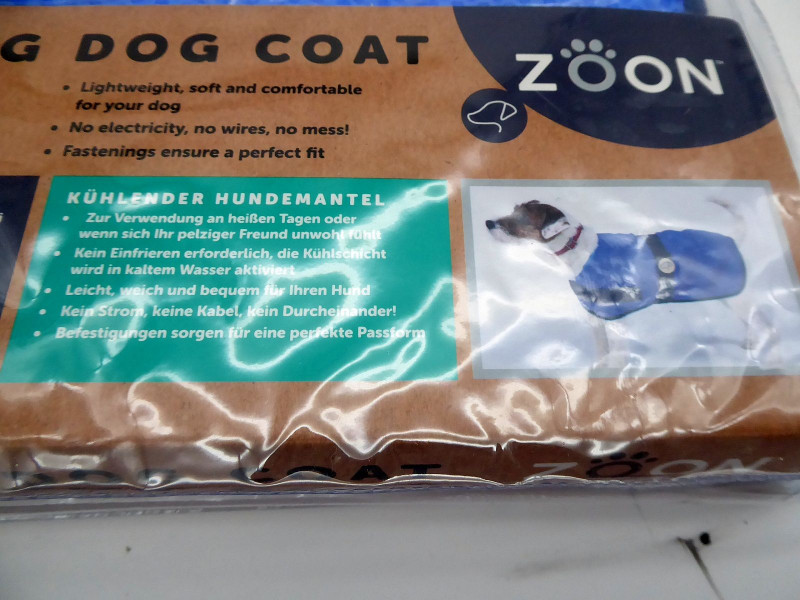 G DOG COAT
ZOON™
• Lightweight, soft and comfortable
for your dog
• No electricity, no wires, no mess!
• Fastenings ensure a perfect fit
KÜHLENDER HUNDEMANTEL
• Zur Verwendung an heißen Tagen oder
wenn sich Ihr pelziger Freund unwohl fühlt
• Kein Einfrieren erforderlich, die Kühlschicht
wird in kaltem Wasser aktiviert
• Leicht, weich und bequem für Ihren Hund
• Kein Strom, keine Kabel, kein Durcheinander!
• Befestigungen sorgen für eine perfekte Passform
DOG COAT
ZOON